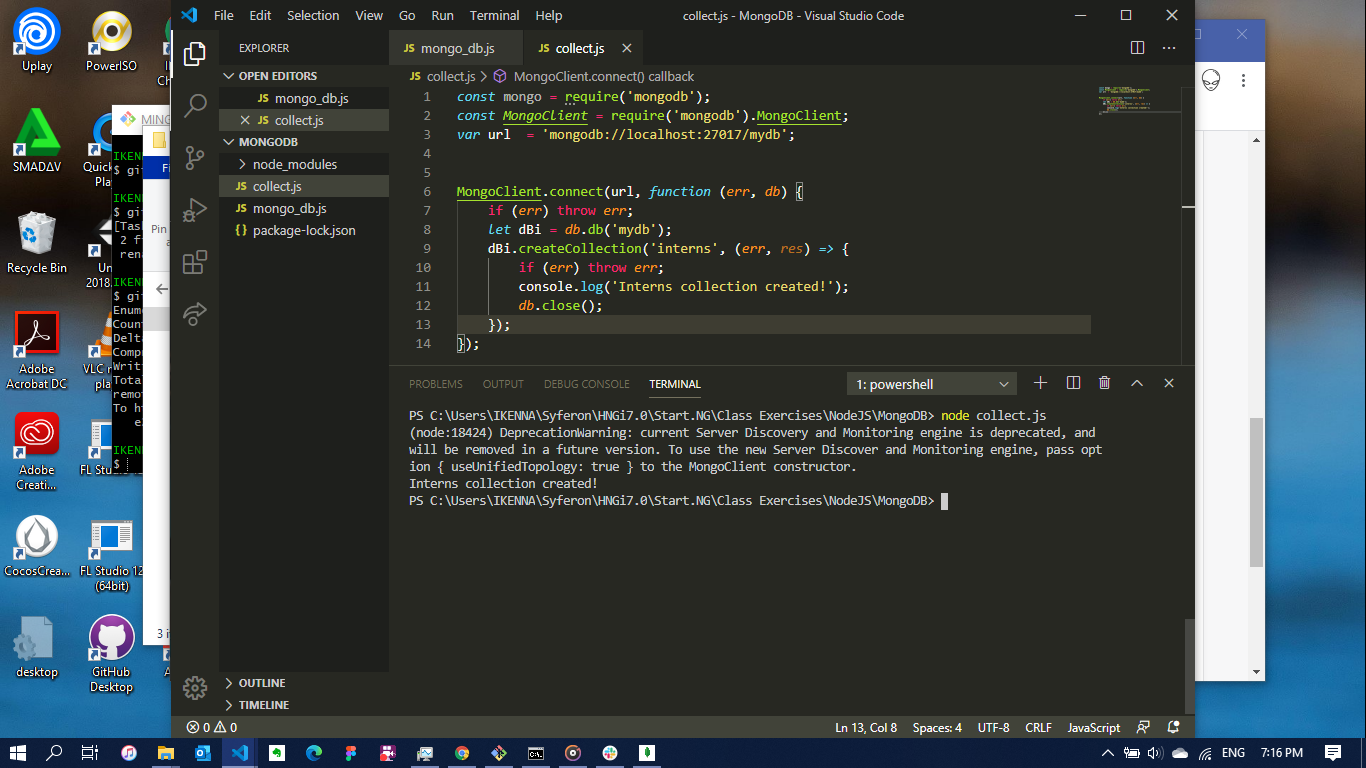 File Edit Selection View Go Run Terminal Help
collect.js - MongoDB - Visual Studio Code
Uplay
PowerISO
SMADΔV
Recycle Bin
Adobe
Acrobat DC
Adobe
Creati...
FL Studio 12
(64bit)
CocosCrea...
desktop
GitHub
Desktop
MING
IKENN
$ gi
Pin
EXPLORER
OPEN EDITORS
JS mongo_db.js
JS collect.js
MONGODB
node_modules
JS collect.js
JS mongo_db.js
{} package-lock.json
OUTLINE
TIMELINE
JS mongo_db.js
JS collect.js
JS collect.js > MongoClient.connect() callback
1 const mongo = require('mongodb');
2 const MongoClient = require('mongodb').MongoClient;
3 var url  = 'mongodb://localhost:27017/mydb';
4
5
6 MongoClient.connect(url, function (err, db) {
7 if (err) throw err;
8 let dBi = db.db('mydb');
9 dBi.createCollection('interns', (err, res) => {
10 if (err) throw err;
11 console.log('Interns collection created!');
12 db.close();
13 });
14 });
PROBLEMS OUTPUT DEBUG CONSOLE TERMINAL
1: powershell
PS C:\Users\IKENNA\Syferon\HNGi7.0\Start.NG\Class Exercises\NodeJS\MongoDB> node collect.js
(node:18424) DeprecationWarning: current Server Discovery and Monitoring engine is deprecated, and
will be removed in a future version. To use the new Server Discover and Monitoring engine, pass opt
ion { useUnifiedTopology: true } to the MongoClient constructor.
Interns collection created!
PS C:\Users\IKENNA\Syferon\HNGi7.0\Start.NG\Class Exercises\NodeJS\MongoDB>
0 0
Ln 13, Col 8 Spaces: 4 UTF-8 CRLF JavaScript
ENG 7:16 PM